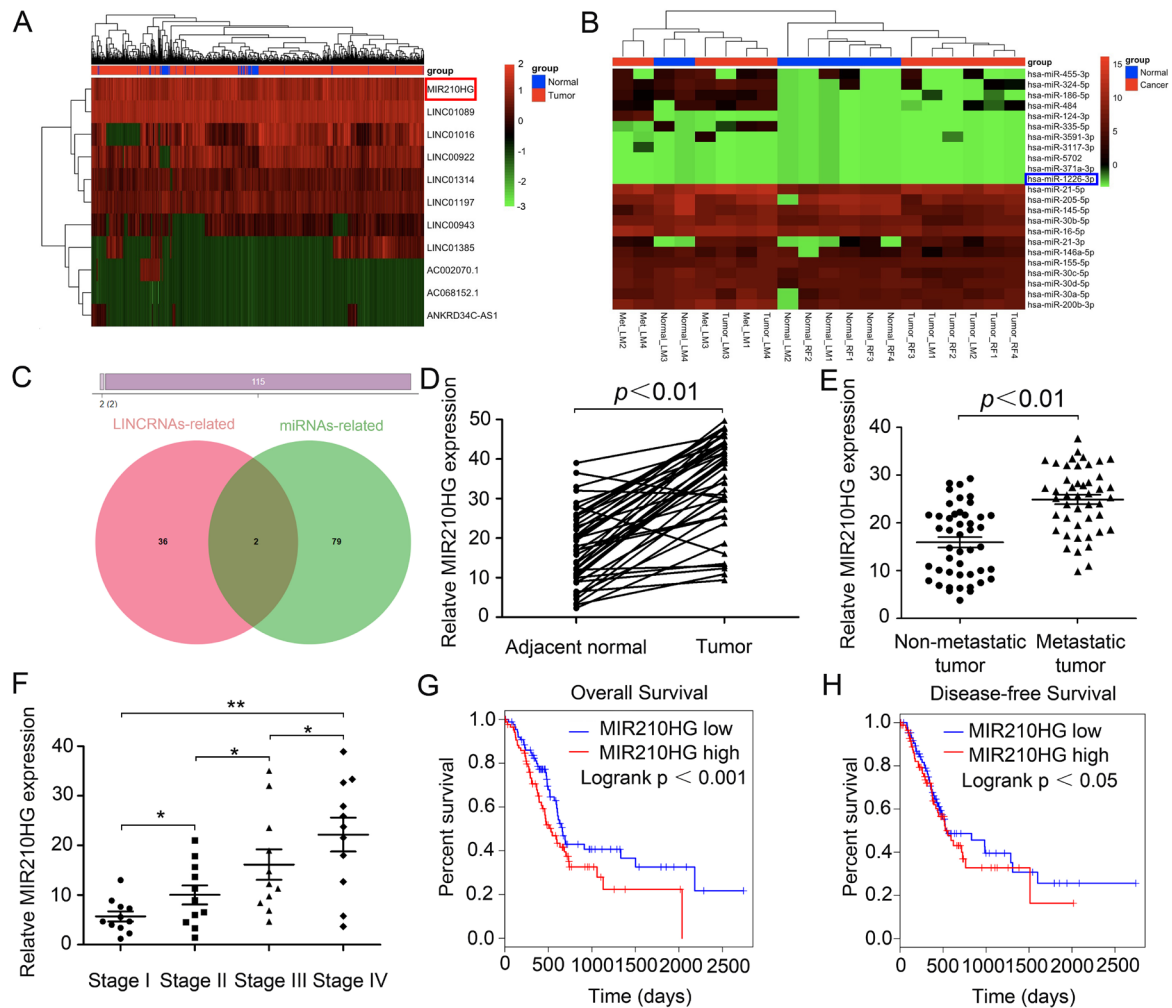 A
group
2
1
0
-1
-2
-3
group
Normal
Tumor
MIR210HG
LINC01089
LINC01016
LINC00922
LINC01314
LINC01197
LINC00943
LINC01385
AC002070.1
AC068152.1
ANKRD34C-AS1
B
group
15
10
5
0
group
Normal
Cancer
hsa-miR-455-3p
hsa-miR-324-5p
hsa-miR-186-5p
hsa-miR-484
hsa-miR-124-3p
hsa-miR-335-5p
hsa-miR-3591-3p
hsa-miR-3117-3p
hsa-miR-5702
hsa-miR-371a-3p
hsa-miR-1226-3p
hsa-miR-21-5p
hsa-miR-205-5p
hsa-miR-145-5p
hsa-miR-30b-5p
hsa-miR-16-5p
hsa-miR-21-3p
hsa-miR-146a-5p
hsa-miR-155-5p
hsa-miR-30c-5p
hsa-miR-30d-5p
hsa-miR-30a-5p
hsa-miR-200b-3p
Met_LM2
Met_LM4
Normal_LM3
Normal_LM4
Met_LM3
Tumor_LM3
Met_LM1
Tumor_LM4
Normal_LM2
Normal_RF2
Normal_LM1
Normal_RF1
Normal_RF3
Normal_RF4
Tumor_RF3
Tumor_LM1
Tumor_RF2
Tumor_LM2
Tumor_RF1
Tumor_RF4
C
115
2 (2)
LINCRNAs-related
miRNAs-related
36
2
79
D
p<0.01
Relatve MIR210HG expression
50
40
30
20
10
0
Adjacent normal
Tumor
E
p<0.01
Relatve MIR210HG expression
40
30
20
10
0
Non-metastatic
tumor
Metastatic
tumor
F
Relatve MIR210HG expression
**
*
*
*
40
30
20
10
0
Stage I
Stage II
Stage III
Stage IV
G
Overall Survival
MIR210HG low
MIR210HG high
Logrank p < 0.001
Percent survival
1.0
0.8
0.6
0.4
0.2
0.0
0
500
1000
1500
2000
2500
Time (days)
H
Disease-free Survival
MIR210HG low
MIR210HG high
Logrank p < 0.05
Percent survival
1.0
0.8
0.6
0.4
0.2
0.0
0
500
1000
1500
2000
2500
Time (days)